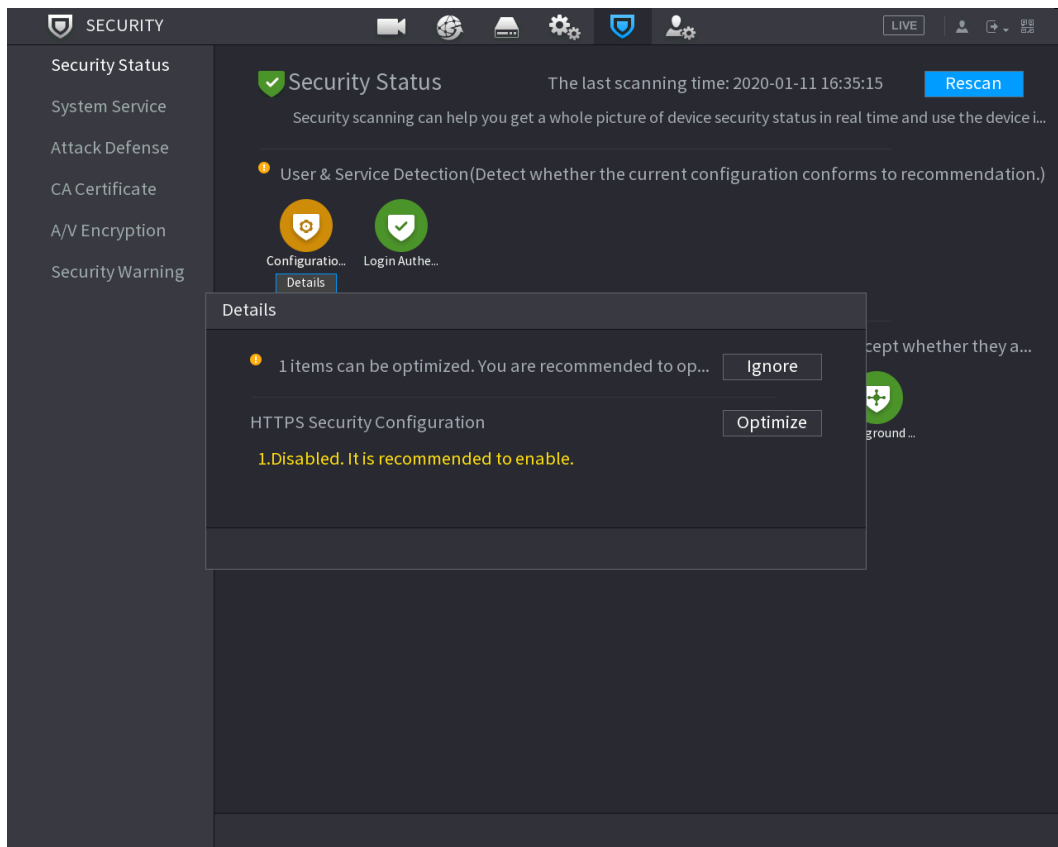 SECURITY
LIVE
Security Status
System Service
Attack Defense
CA Certificate
A/V Encryption
Security Warning
Security Status
The last scanning time: 2020-01-11 16:35:15
Rescan
Security scanning can help you get a whole picture of device security status in real time and use the device i...
User & Service Detection(Detect whether the current configuration conforms to recommendation.)
Configuratio...
Login Authe...
Details
Details
cept whether they a...
1 items can be optimized. You are recommended to op...
Ignore
HTTPS Security Configuration
Optimize
ground ...
1.Disabled. It is recommended to enable.